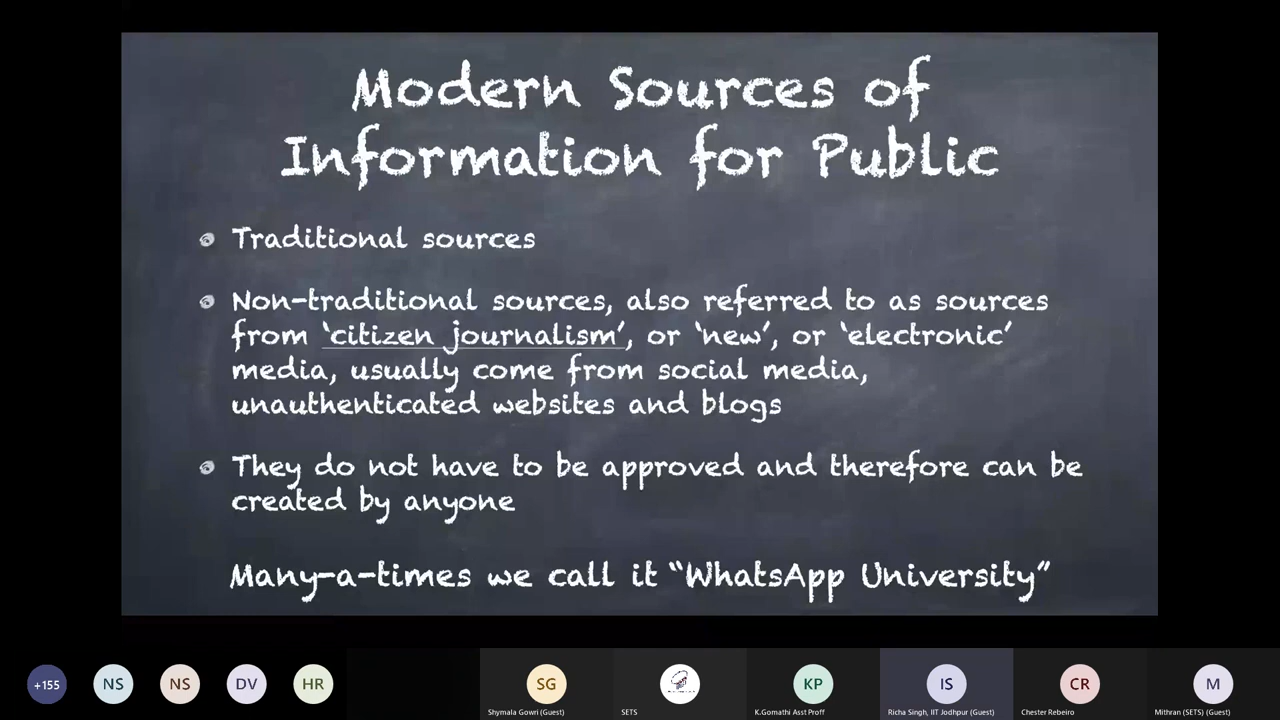 Modern Sources of
Information for Public
Traditional sources
Non-traditional sources, also referred to as sources
from ‘citizen journalism’, or ‘new’, or ‘electronic’
media, usually come from social media,
unauthenticated websites and blogs
They do not have to be approved and therefore can be
created by anyone
Many-a-times we call it “WhatsApp University”
+155 NS NS DV HR SG KP IS CR M
Shymala Gowri (Guest) SETS K.Gomathi Asst Proff Richa Singh, IIT Jodhpur (Guest) Chester Rebeiro Mithran (SETS) (Guest)